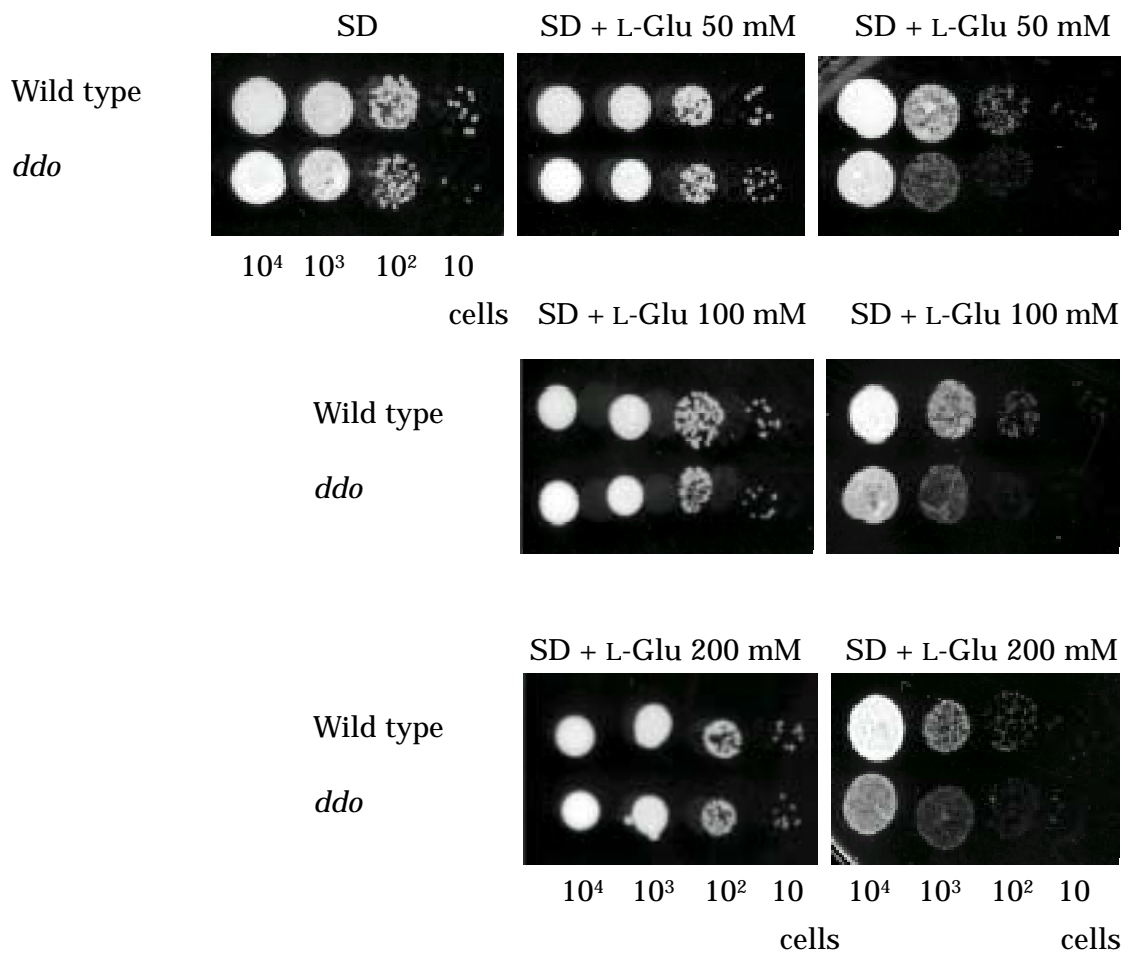 SD SD + L-Glu 50 mM SD + L-Glu 50 mM
Wild type
ddo
10⁴ 10³ 10² 10
cells SD + L-Glu 100 mM SD + L-Glu 100 mM
Wild type
ddo
SD + L-Glu 200 mM SD + L-Glu 200 mM
Wild type
ddo
10⁴ 10³ 10² 10 10⁴ 10³ 10² 10
cells cells